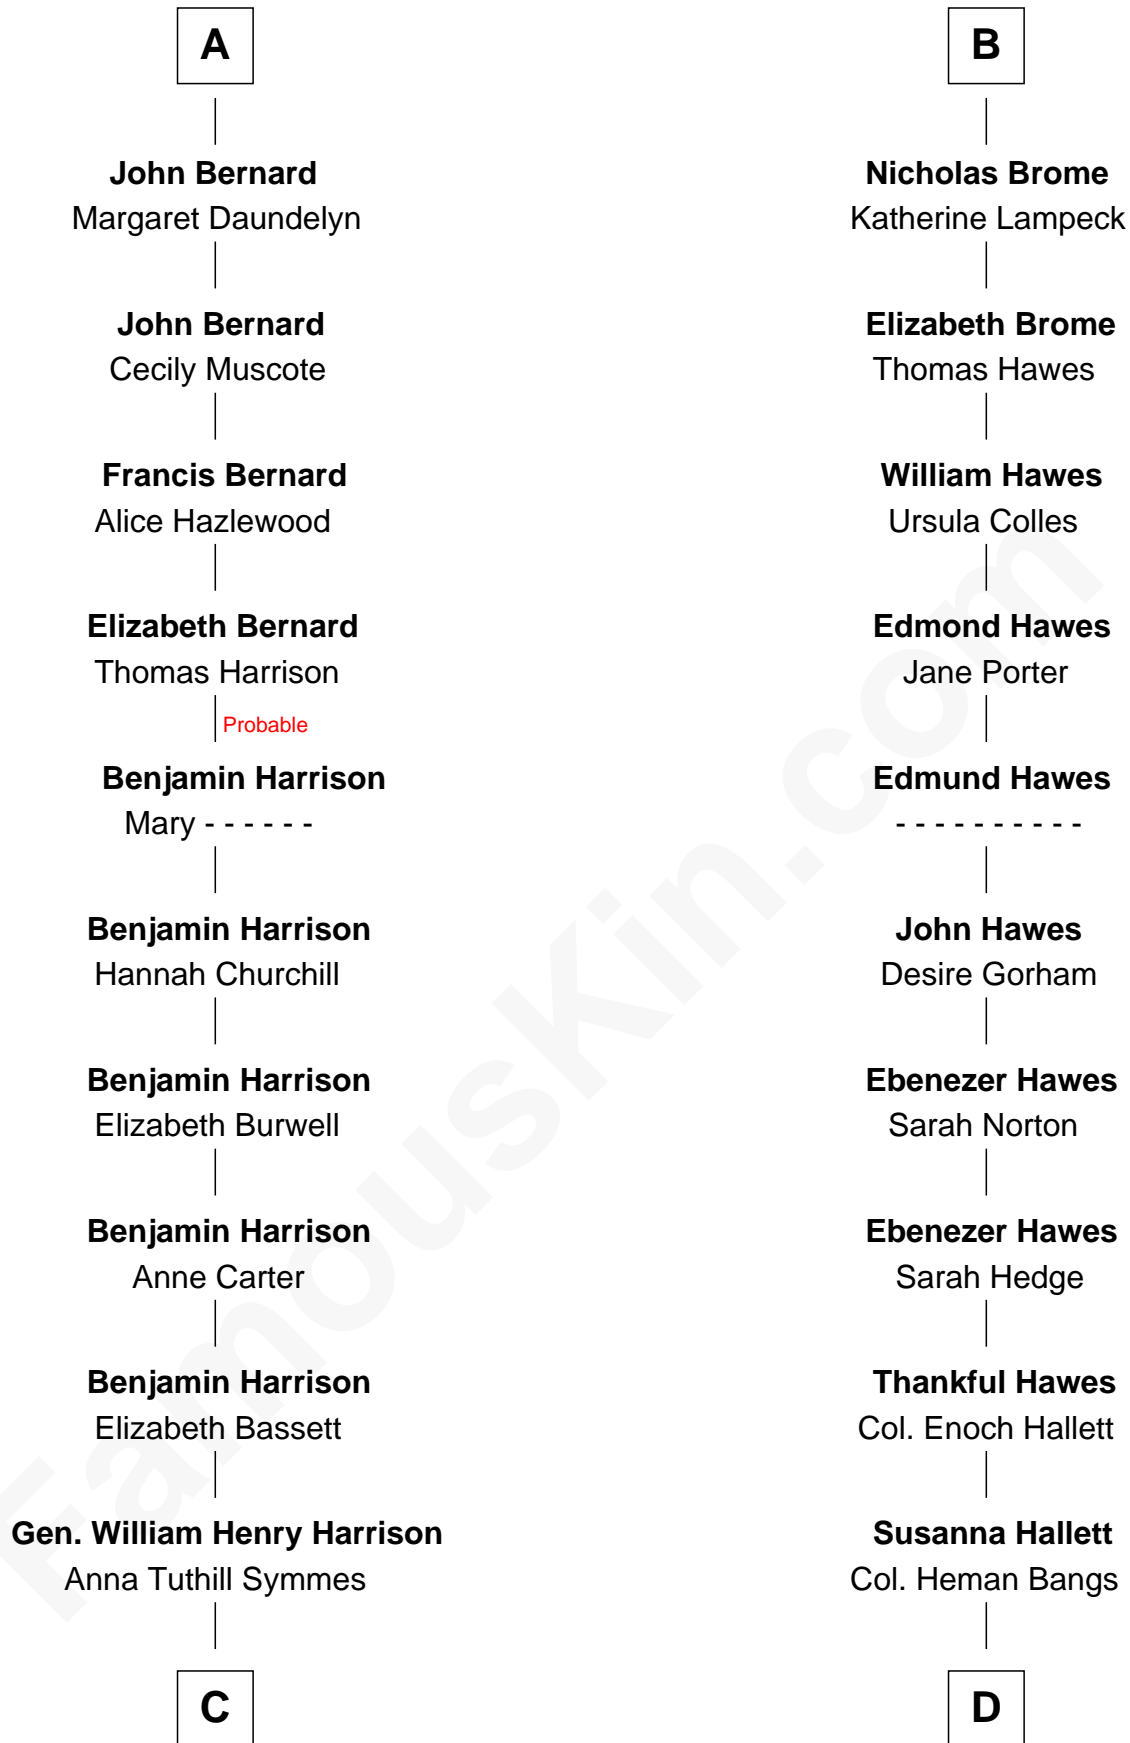 A
John Bernard
Margaret Daundelyn
John Bernard
Cecily Muscote
Francis Bernard
Alice Hazlewood
Elizabeth Bernard
Thomas Harrison
Probable
Benjamin Harrison
Mary - - - - - -
Benjamin Harrison
Hannah Churchill
Benjamin Harrison
Elizabeth Burwell
Benjamin Harrison
Anne Carter
Benjamin Harrison
Elizabeth Bassett
Gen. William Henry Harrison
Anna Tuthill Symmes
C
B
Nicholas Brome
Katherine Lampeck
Elizabeth Brome
Thomas Hawes
William Hawes
Ursula Colles
Edmond Hawes
Jane Porter
Edmund Hawes
- - - - - - - - - -
John Hawes
Desire Gorham
Ebenezer Hawes
Sarah Norton
Ebenezer Hawes
Sarah Hedge
Thankful Hawes
Col. Enoch Hallett
Susanna Hallett
Col. Heman Bangs
D
FamousKin.com